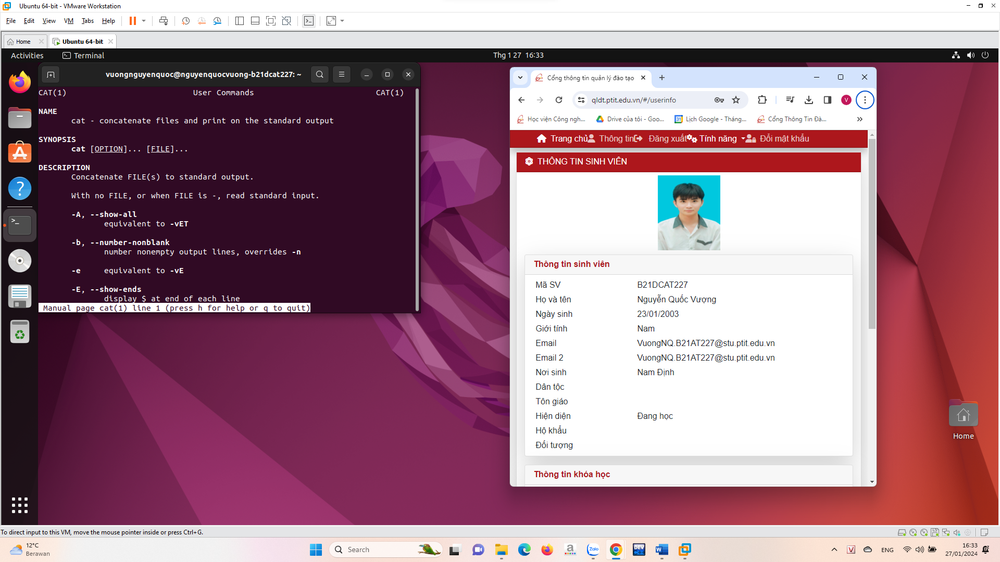 Ubuntu 64-bit - VMware Workstation
File Edit View VM Tabs Help
Home
Ubuntu 64-bit
Activities
Terminal
Thg 1 27 16:33
vuongnguyenquoc@nguyenquocvuong-b21dcat227: ~
CAT(1) User Commands CAT(1)
NAME
cat - concatenate files and print on the standard output
SYNOPSIS
cat [OPTION]... [FILE]...
DESCRIPTION
Concatenate FILE(s) to standard output.
With no FILE, or when FILE is -, read standard input.
-A, --show-all
equivalent to -vET
-b, --number-nonblank
number nonempty output lines, overrides -n
-e equivalent to -vE
-E, --show-ends
display $ at end of each line
Manual page cat(1) line 1 (press h for help or q to quit)
Cổng thông tin quản lý đào tạo
qldt.ptit.edu.vn/#/userinfo
V
Học viện Công ngh...
Drive của tôi - Goo...
31
Lịch Google - Tháng...
Cổng Thông Tin Đà...
Trang chủ Thông tin Đăng xuất Tính năng Đổi mật khẩu
THÔNG TIN SINH VIÊN
Thông tin sinh viên
Mã SV B21DCAT227
Họ và tên Nguyễn Quốc Vượng
Ngày sinh 23/01/2003
Giới tính Nam
Email VuongNQ.B21AT227@stu.ptit.edu.vn
Email 2 VuongNQ.B21AT227@stu.ptit.edu.vn
Nơi sinh Nam Định
Dân tộc
Tôn giáo
Hiện diện Đang học
Hộ khẩu
Đối tượng
Thông tin khóa học
Home
To direct input to this VM, move the mouse pointer inside or press Ctrl+G.
12°C
Berawan
Search
a
Zalo
DEV
W
V
ENG
16:33
27/01/2024